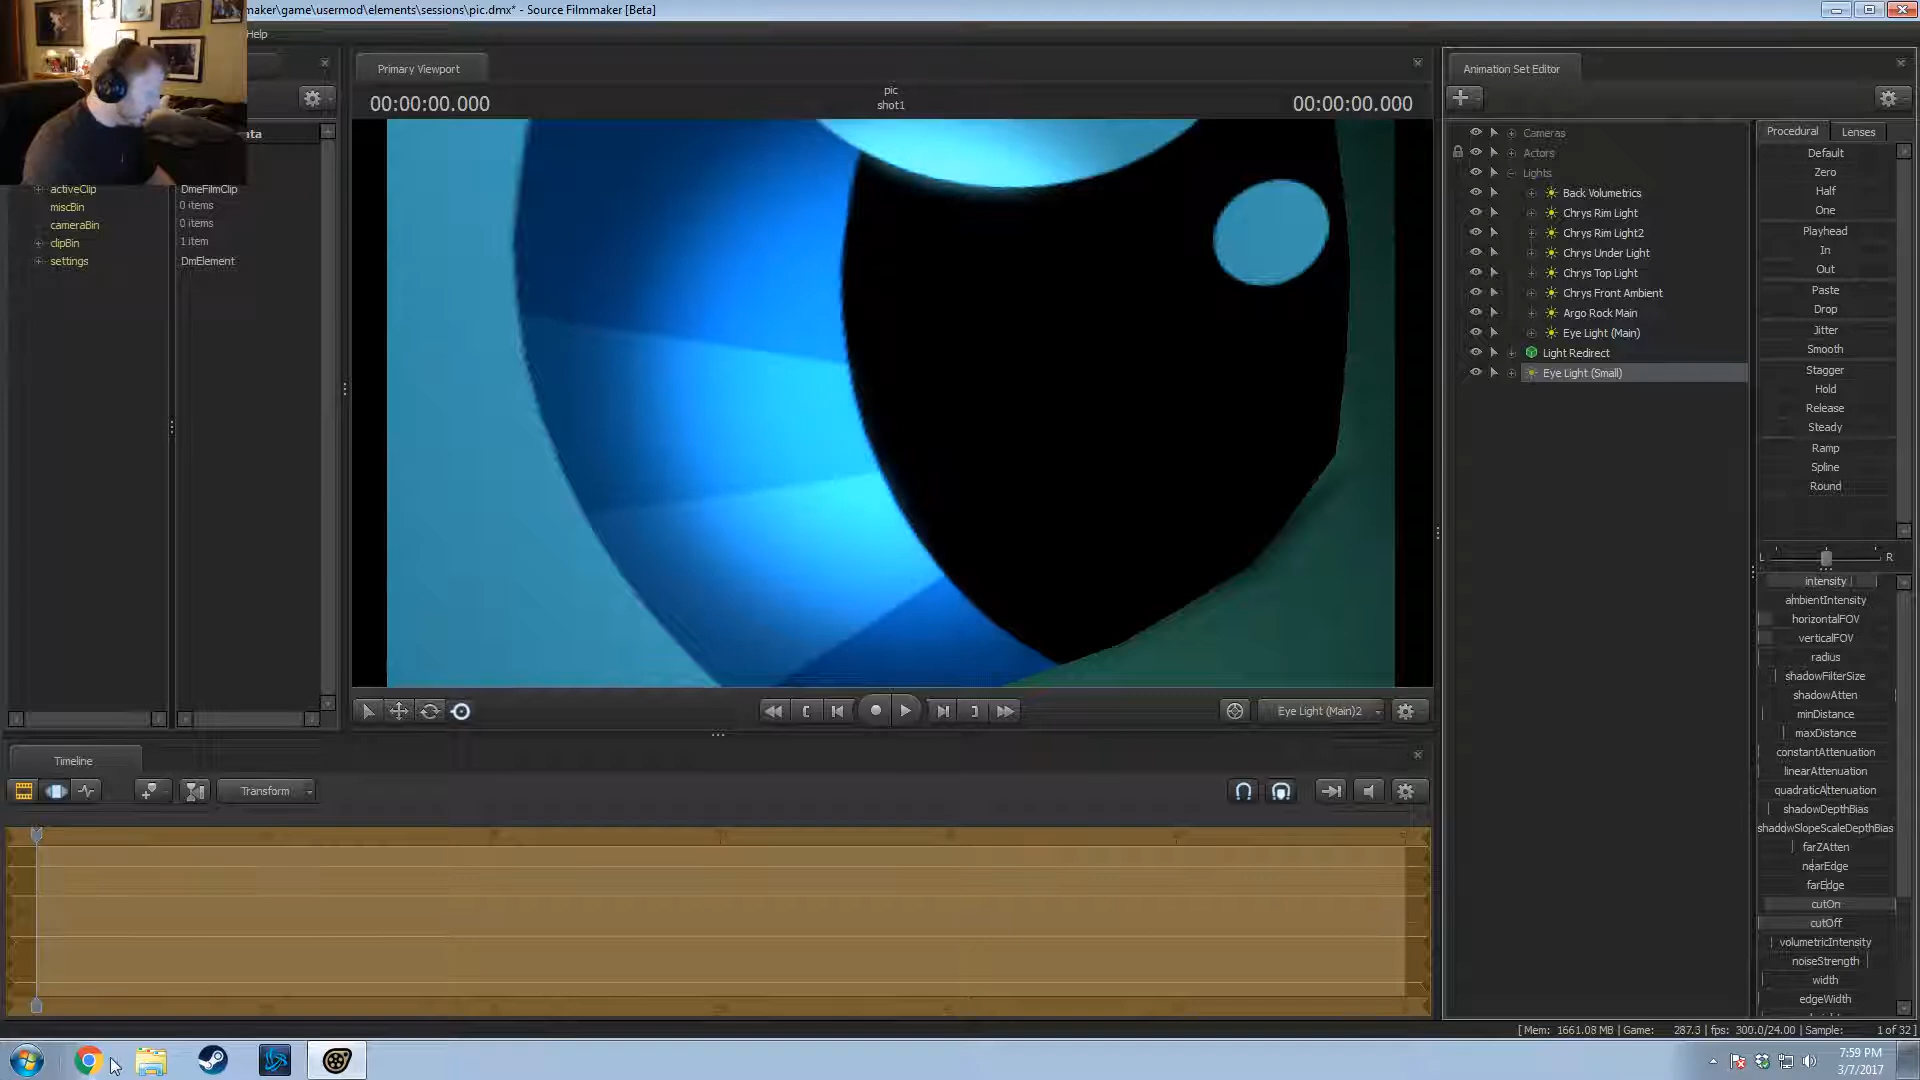 maker\game\usermod\elements\sessions\pic.dmx* - Source Filmmaker [Beta]
Help
Primary Viewport
Animation Set Editor
pic
00:00:00.000
shot1
00:00:00.000
ata
activeClip
DmeFilmClip
miscBin
0 items
cameraBin
0 items
clipBin
1 item
settings
DmElement
Cameras
Actors
Lights
Back Volumetrics
Chrys Rim Light
Chrys Rim Light2
Chrys Under Light
Chrys Top Light
Chrys Front Ambient
Argo Rock Main
Eye Light (Main)
Light Redirect
Eye Light (Small)
Procedural
Lenses
Default
Zero
Half
One
Playhead
In
Out
Paste
Drop
Jitter
Smooth
Stagger
Hold
Release
Steady
Ramp
Spline
Round
L
R
intensity
ambientIntensity
horizontalFOV
verticalFOV
radius
shadowFilterSize
shadowAtten
minDistance
maxDistance
constantAttenuation
linearAttenuation
quadraticAttenuation
shadowDepthBias
shadowSlopeScaleDepthBias
farZAtten
nearEdge
farEdge
cutOn
cutOff
volumetricIntensity
noiseStrength
width
edgeWidth
Eye Light (Main)2
Timeline
Transform
[ Mem: 1661.08 MB | Game: 287.3 | fps: 300.0/24.00 | Sample: 1 of 32 ]
7:59 PM
3/7/2017